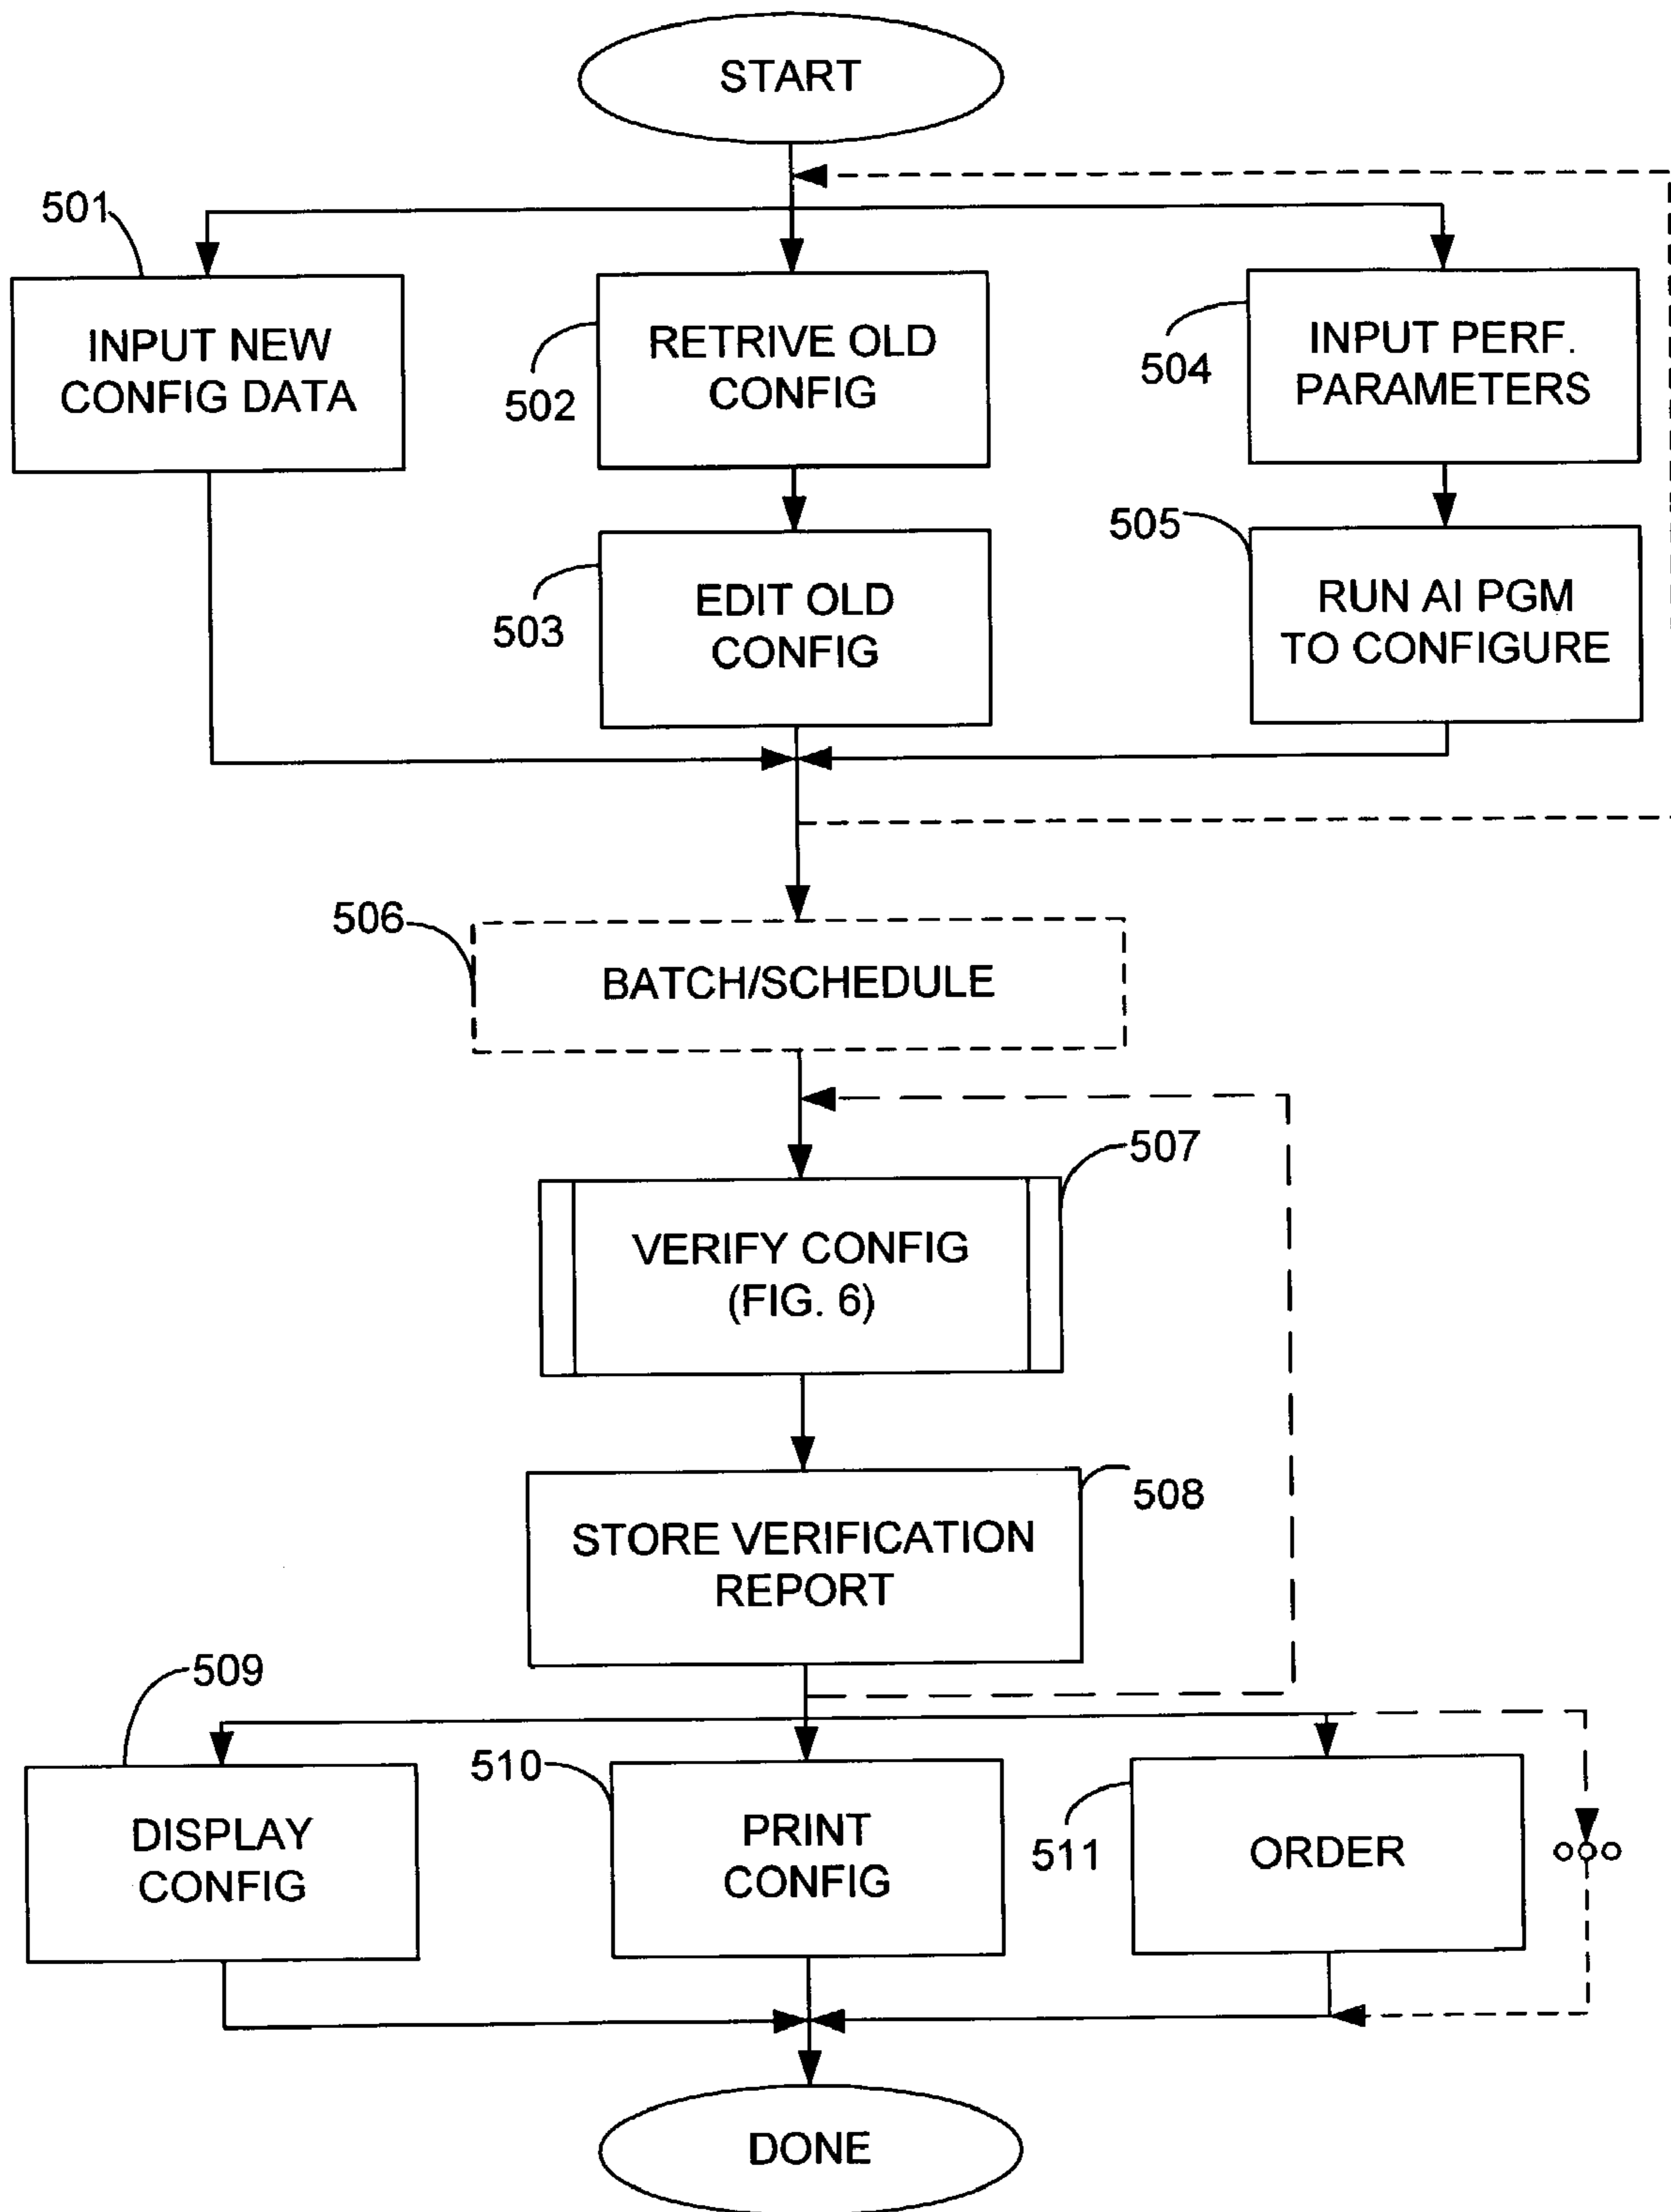 START
501
INPUT NEW
CONFIG DATA
502
RETRIVE OLD
CONFIG
504
INPUT PERF.
PARAMETERS
503
EDIT OLD
CONFIG
505
RUN AI PGM
TO CONFIGURE
506
BATCH/SCHEDULE
507
VERIFY CONFIG
(FIG. 6)
508
STORE VERIFICATION
REPORT
509
DISPLAY
CONFIG
510
PRINT
CONFIG
511
ORDER
DONE